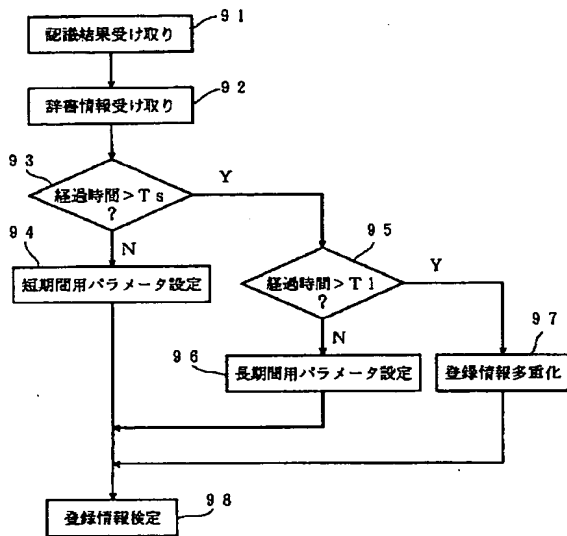 91
認識結果受け取り
92
辞書情報受け取り
93
経過時間>Ts
?
Y
N
94
短期間用パラメータ設定
95
経過時間>Tl
?
Y
N
96
長期間用パラメータ設定
97
登録情報多重化
98
登録情報検定